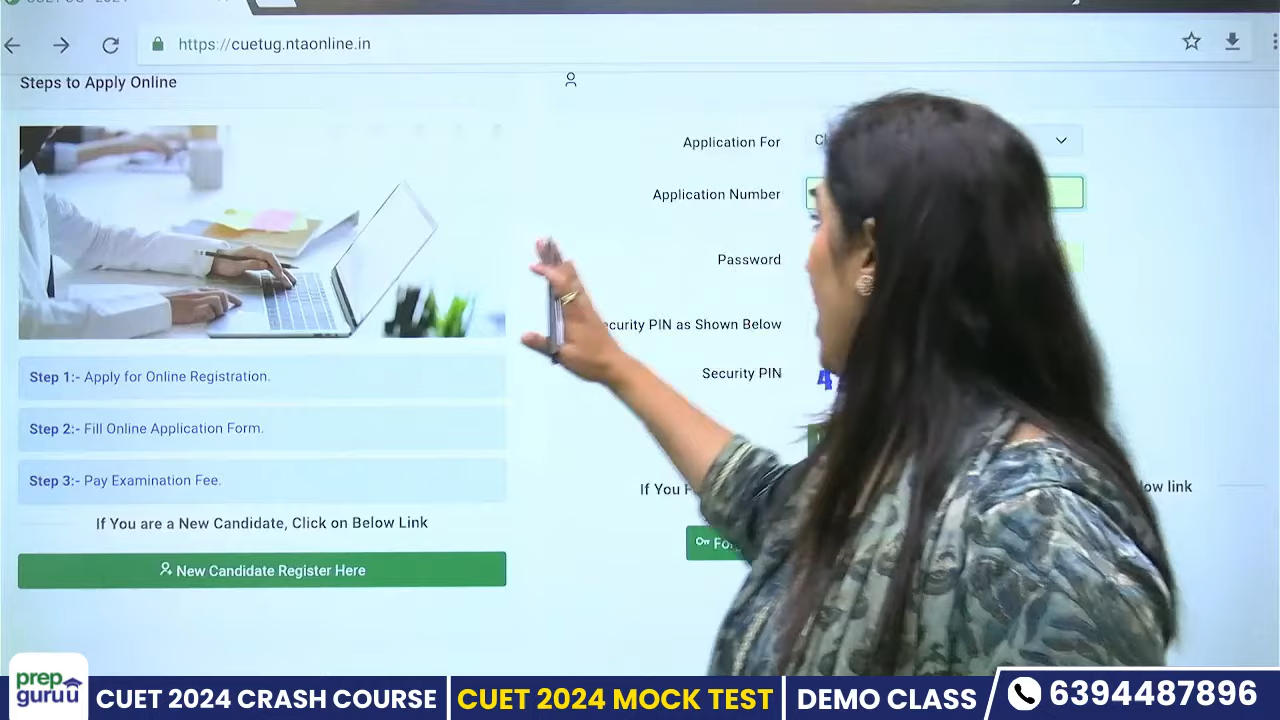 https://cuetug.ntaonline.in
Steps to Apply Online
Application For
Application Number
Password
Security PIN as Shown Below
Security PIN
Step 1:- Apply for Online Registration.
Step 2:- Fill Online Application Form.
Step 3:- Pay Examination Fee.
If You are a New Candidate, Click on Below Link
New Candidate Register Here
If You
link
prep
guruu
CUET 2024 CRASH COURSE
CUET 2024 MOCK TEST
DEMO CLASS
6394487896